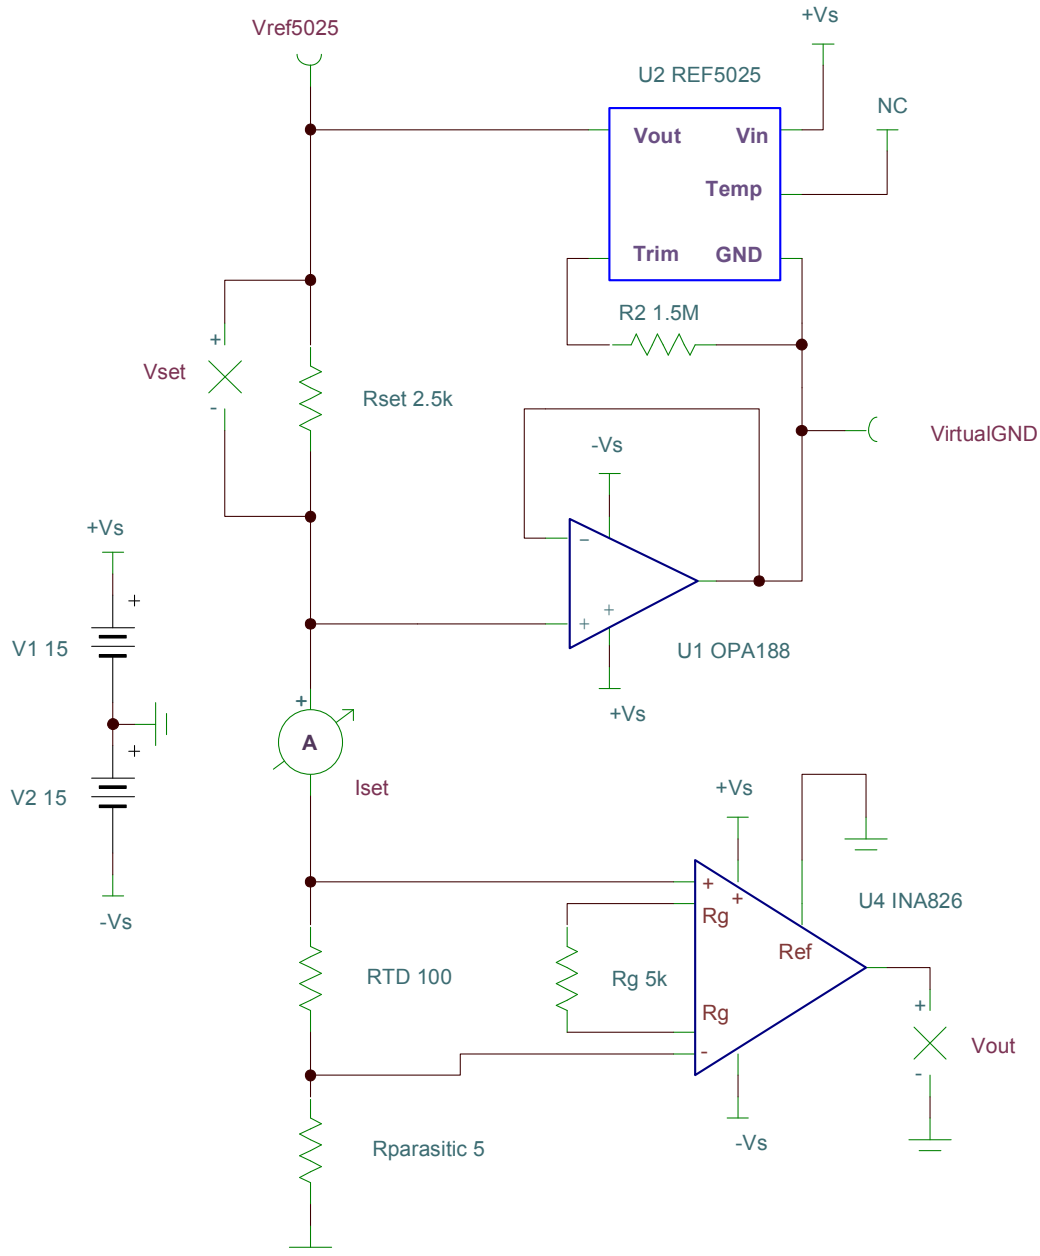 Vref5025
+Vs
U2 REF5025
NC
Vout
Vin
Temp
Trim
GND
R2 1.5M
+
Vset
-
Rset 2.5k
-Vs
VirtualGND
+Vs
+
V1 15
-
+
+
U1 OPA188
+Vs
+
V2 15
+
A
Iset
-Vs
+Vs
+
+
U4 INA826
Rg
Ref
RTD 100
Rg 5k
Rg
-
+
Vout
-
-Vs
Rparasitic 5